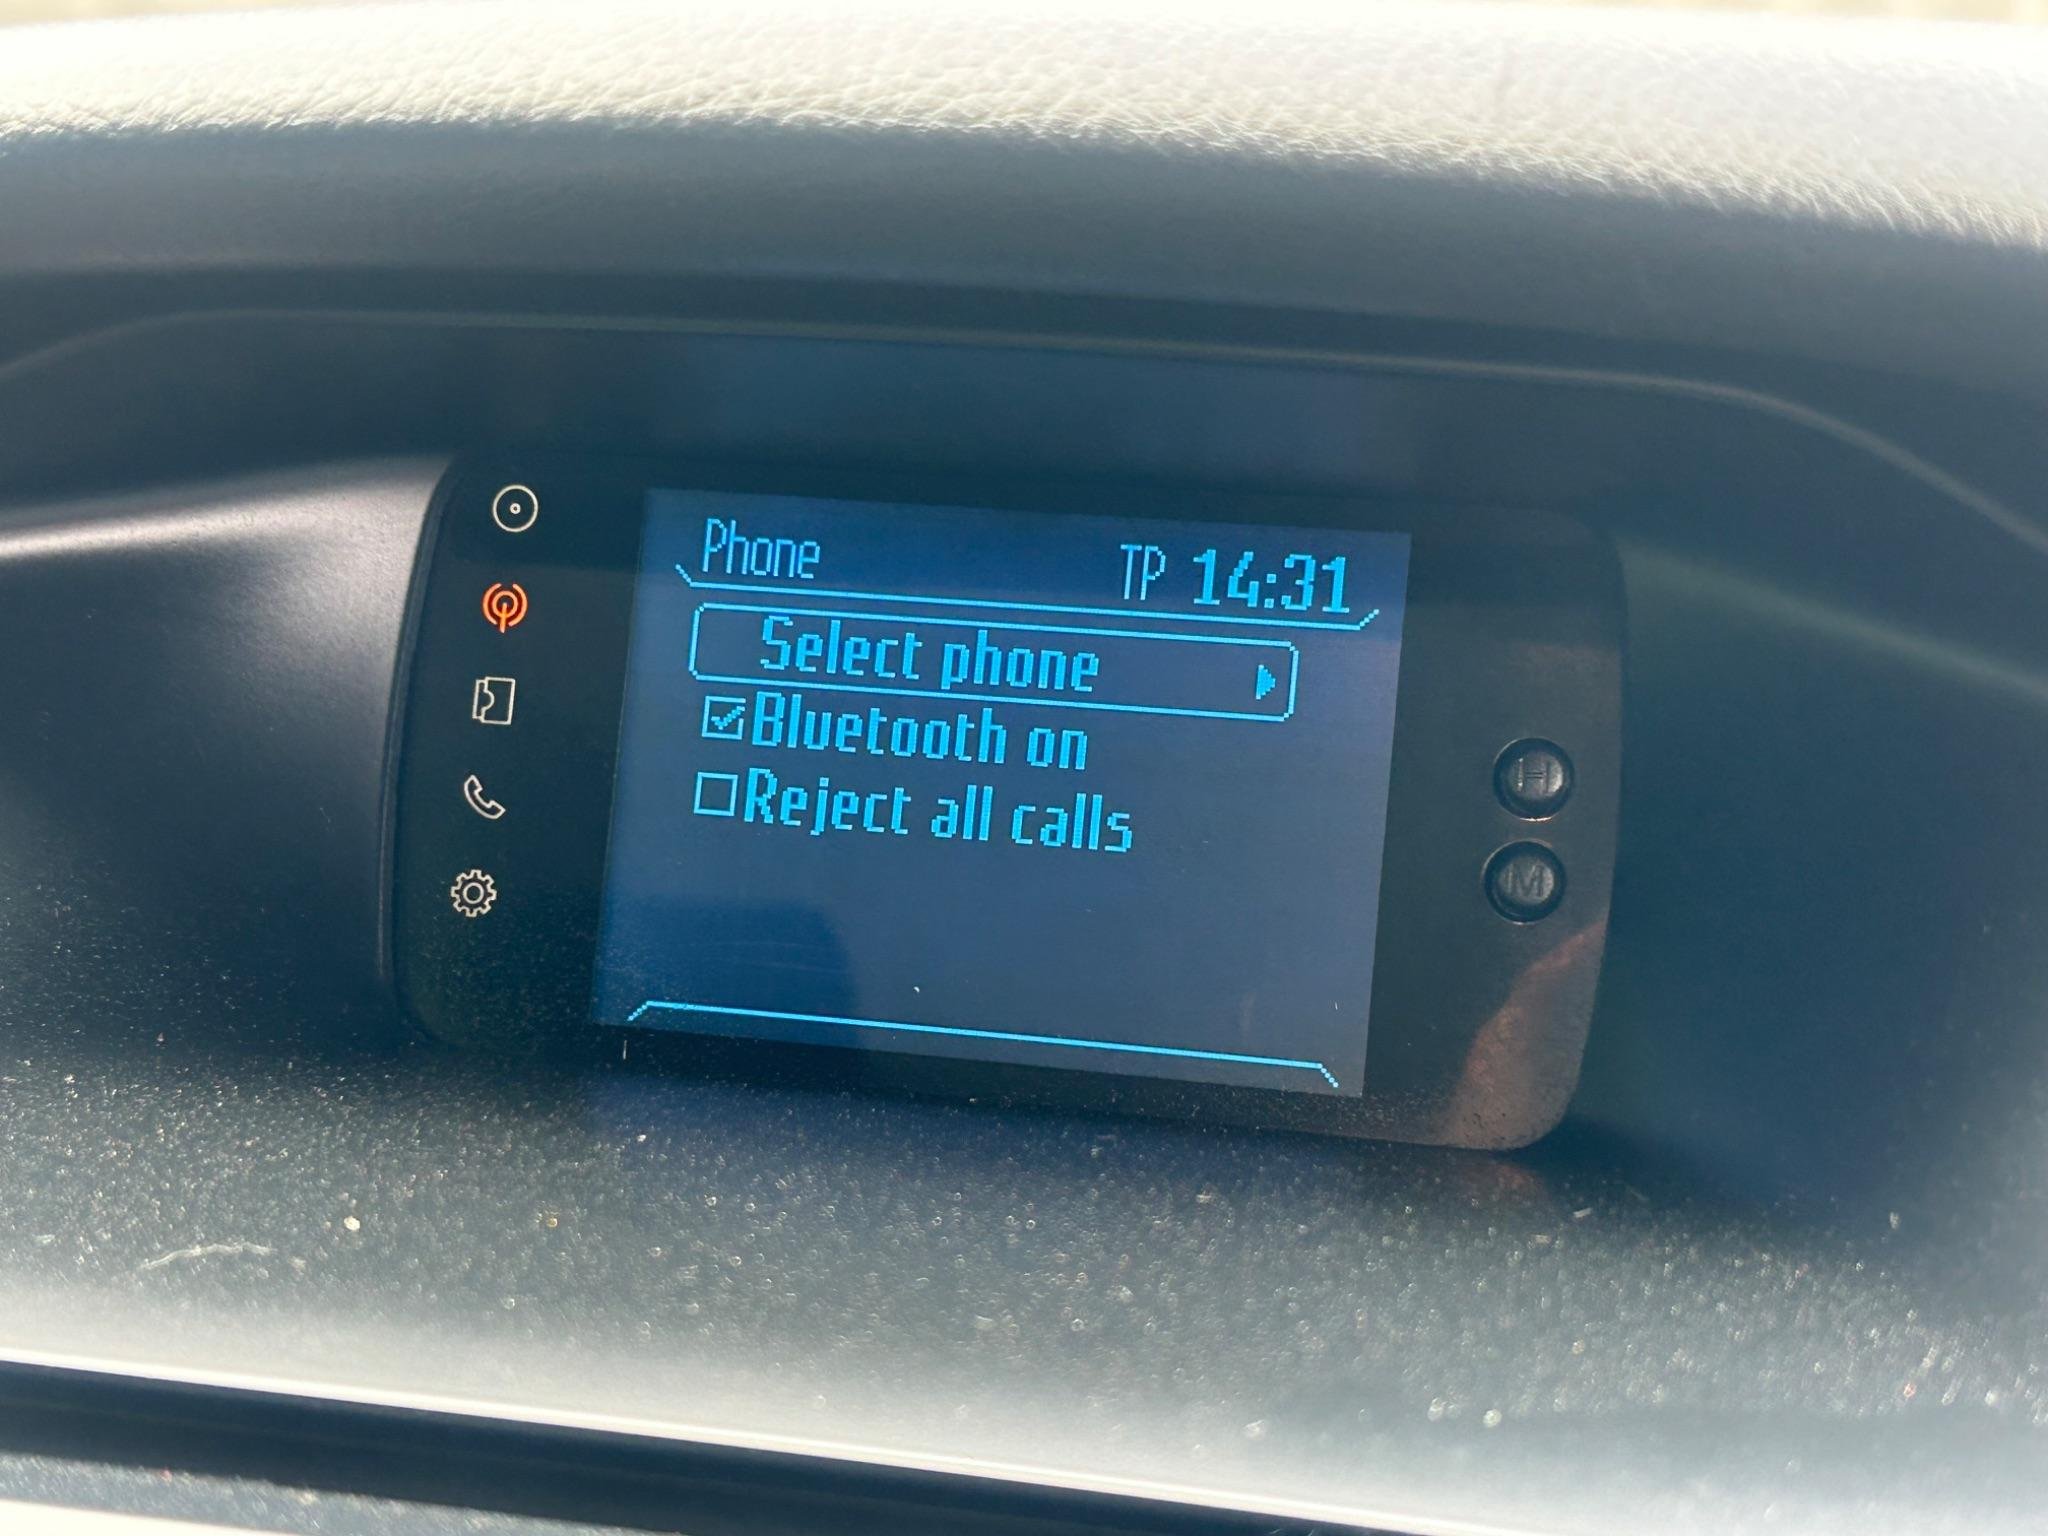 Phone TP 14:31
Select phone
Bluetooth on
Reject all calls
H
M